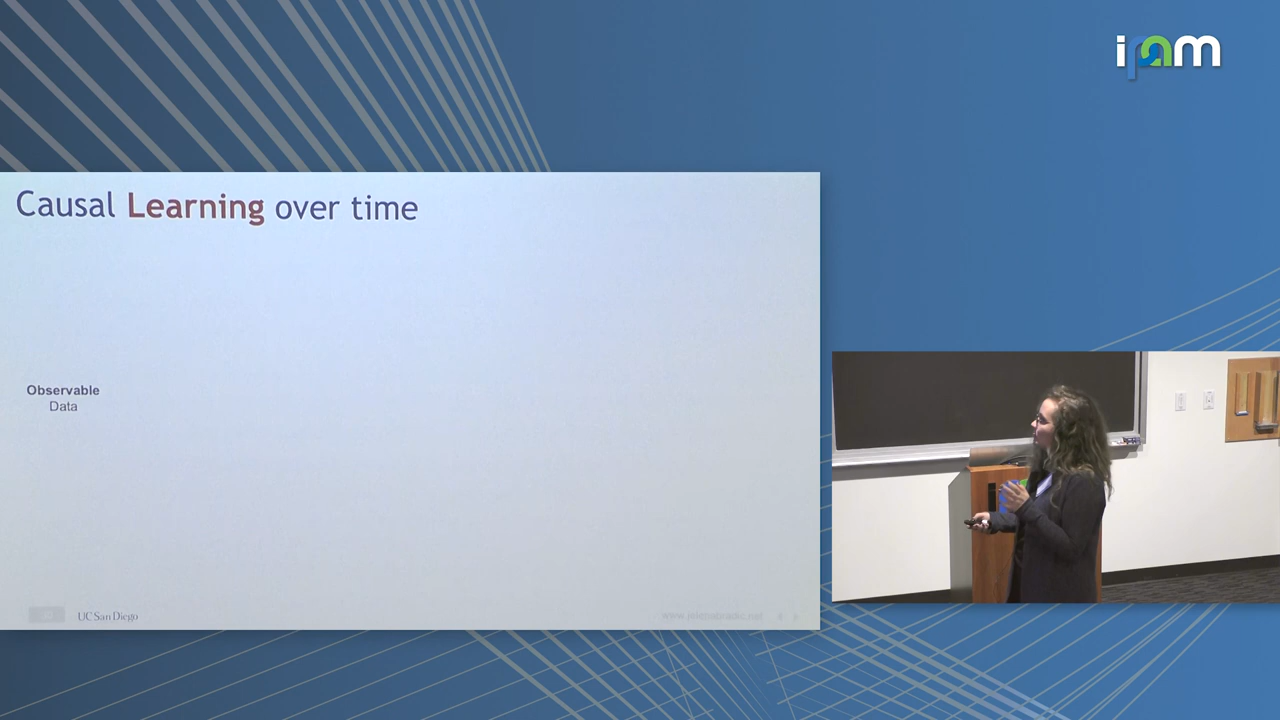 ipam
Causal Learning over time
Observable
Data
UC San Diego